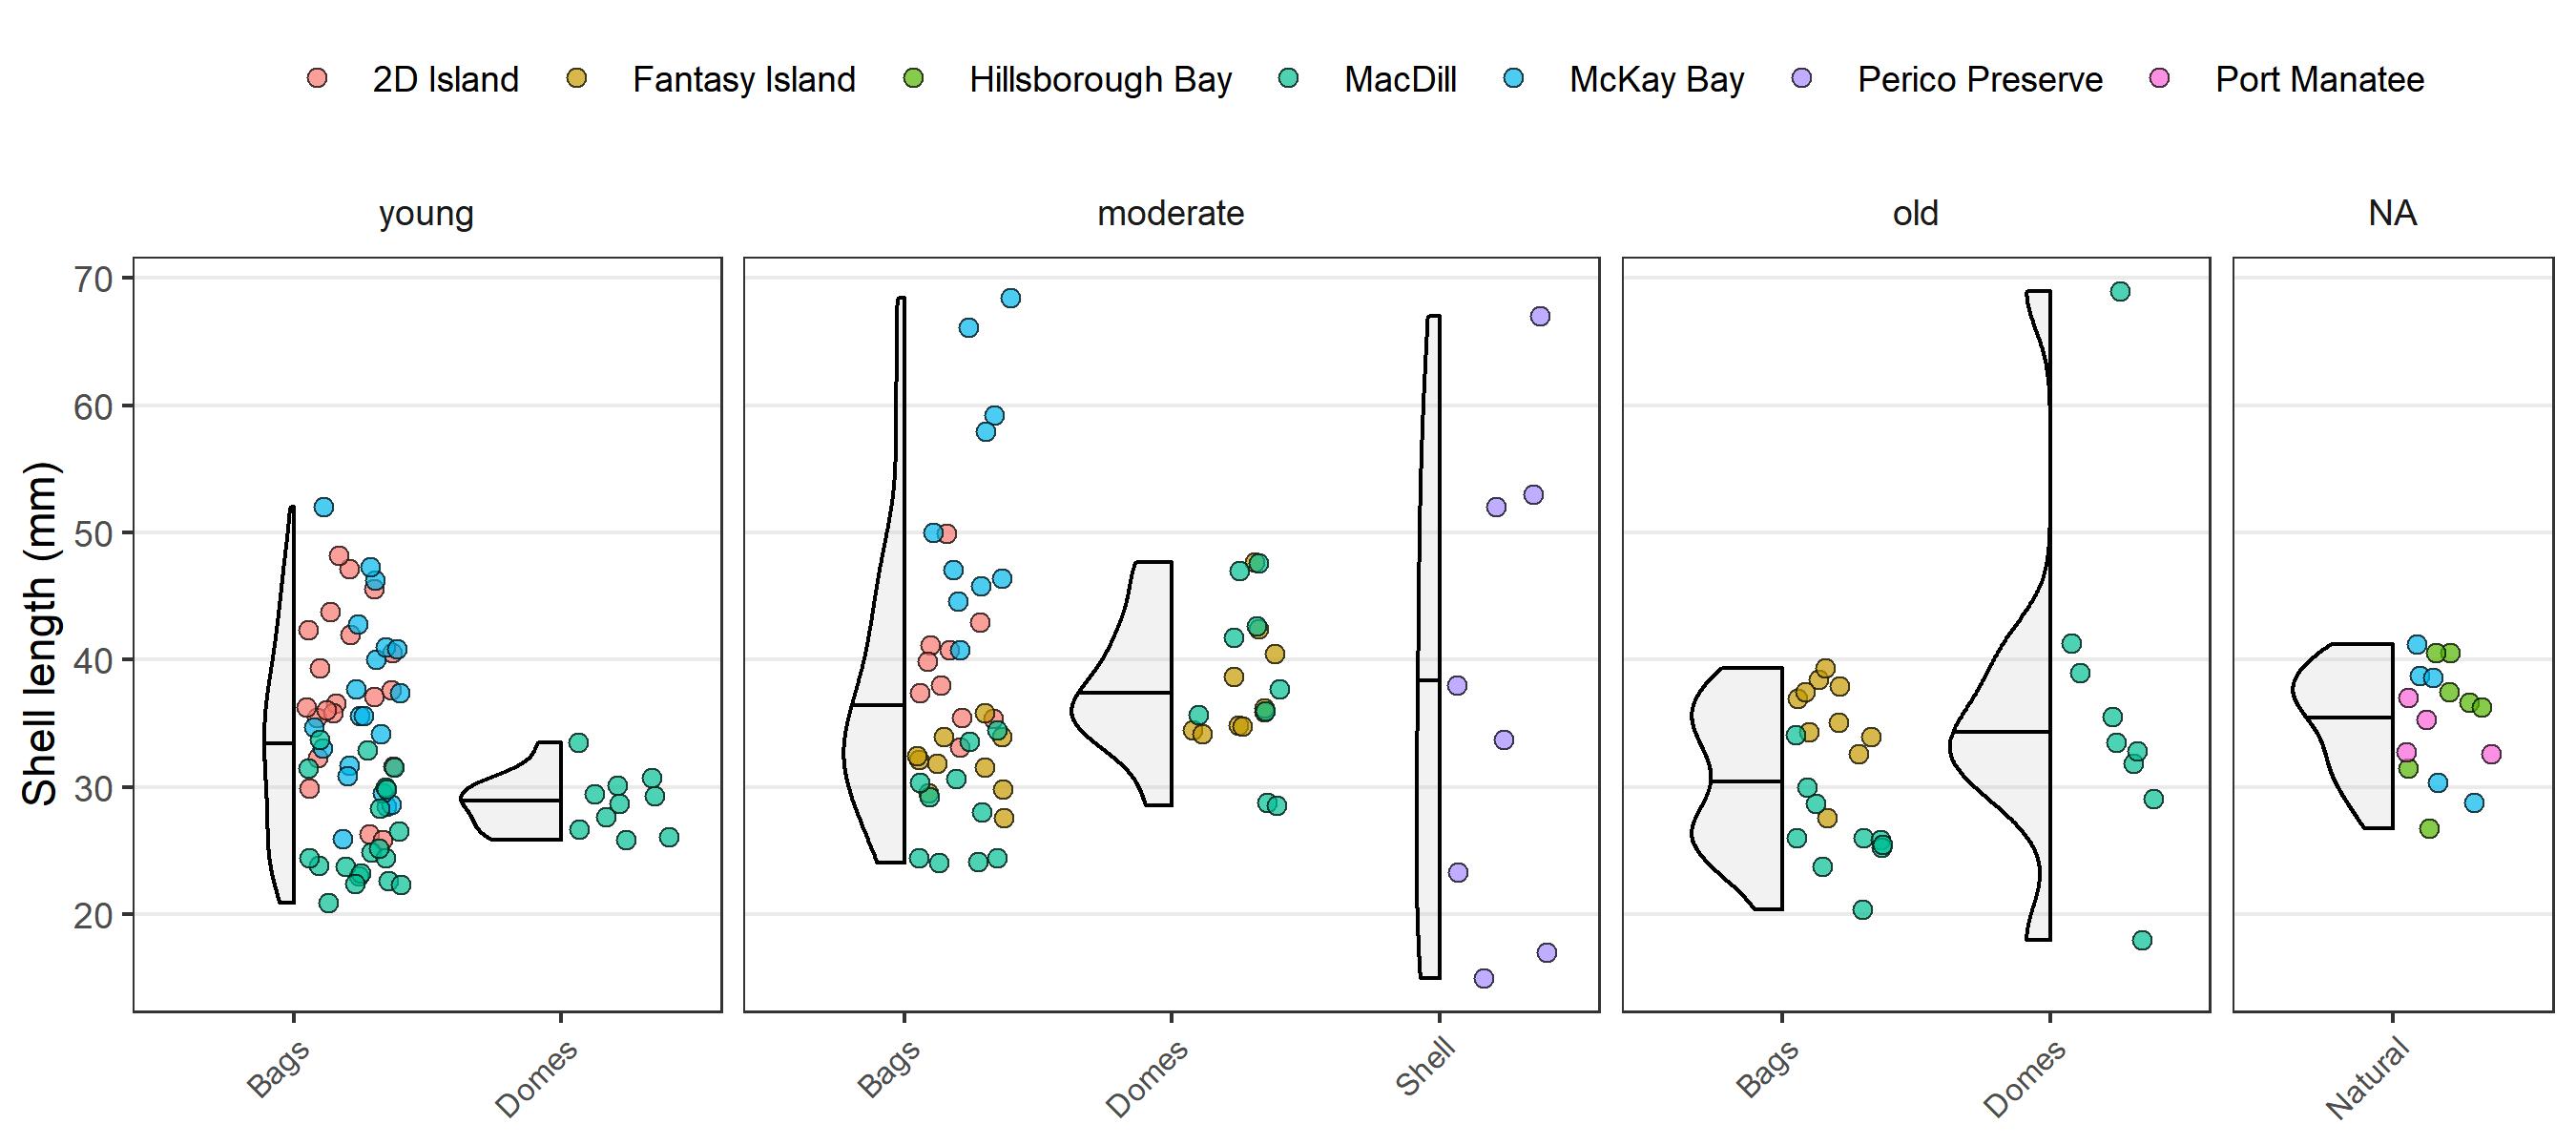 2D Island Fantasy Island Hillsborough Bay MacDill McKay Bay Perico Preserve Port Manatee
young moderate old NA
Shell length (mm)
70
60
50
40
30
20
Bags Domes Bags Domes Shell Bags Domes Natural